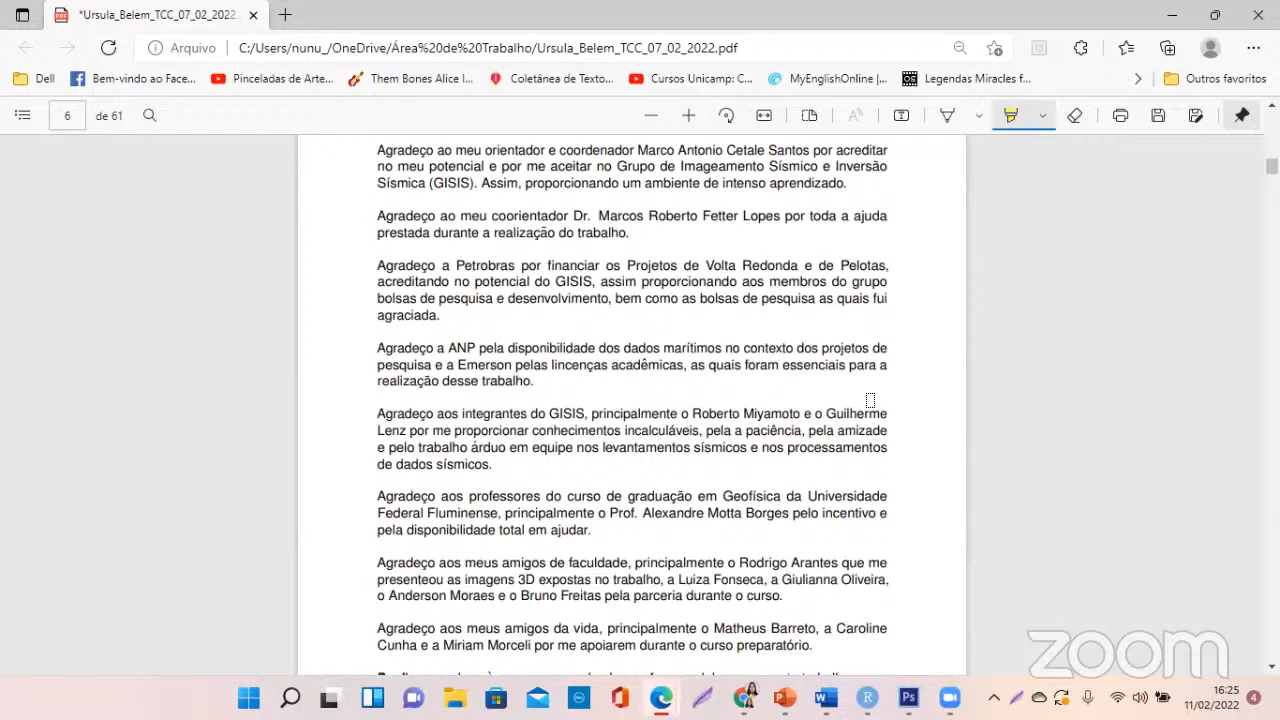 *Ursula_Belem_TCC_07_02_2022.
Arquivo
C:/Users/nunu_/OneDrive/Área%20de%20Trabalho/Ursula_Belem_TCC_07_02_2022.pdf
Dell
Bem-vindo ao Face...
Pinceladas de Arte...
Them Bones Alice I...
Coletânea de Texto...
Cursos Unicamp: C...
MyEnglishOnline |...
Legendas Miracles f...
Outros favoritos
6 de 61
Agradeço ao meu orientador e coordenador Marco Antonio Cetale Santos por acreditar
no meu potencial e por me aceitar no Grupo de Imageamento Sísmico e Inversão
Sísmica (GISIS). Assim, proporcionando um ambiente de intenso aprendizado.
Agradeço ao meu coorientador Dr. Marcos Roberto Fetter Lopes por toda a ajuda
prestada durante a realização do trabalho.
Agradeço a Petrobras por financiar os Projetos de Volta Redonda e de Pelotas,
acreditando no potencial do GISIS, assim proporcionando aos membros do grupo
bolsas de pesquisa e desenvolvimento, bem como as bolsas de pesquisa as quais fui
agraciada.
Agradeço a ANP pela disponibilidade dos dados marítimos no contexto dos projetos de
pesquisa e a Emerson pelas lincenças acadêmicas, as quais foram essenciais para a
realização desse trabalho.
Agradeço aos integrantes do GISIS, principalmente o Roberto Miyamoto e o Guilherme
Lenz por me proporcionar conhecimentos incalculáveis, pela a paciência, pela amizade
e pelo trabalho árduo em equipe nos levantamentos sísmicos e nos processamentos
de dados sísmicos.
Agradeço aos professores do curso de graduação em Geofísica da Universidade
Federal Fluminense, principalmente o Prof. Alexandre Motta Borges pelo incentivo e
pela disponibilidade total em ajudar.
Agradeço aos meus amigos de faculdade, principalmente o Rodrigo Arantes que me
presenteou as imagens 3D expostas no trabalho, a Luiza Fonseca, a Giulianna Oliveira,
o Anderson Moraes e o Bruno Freitas pela parceria durante o curso.
Agradeço aos meus amigos da vida, principalmente o Matheus Barreto, a Caroline
Cunha e a Miriam Morceli por me apoiarem durante o curso preparatório.
zoom
16:25
11/02/2022
4